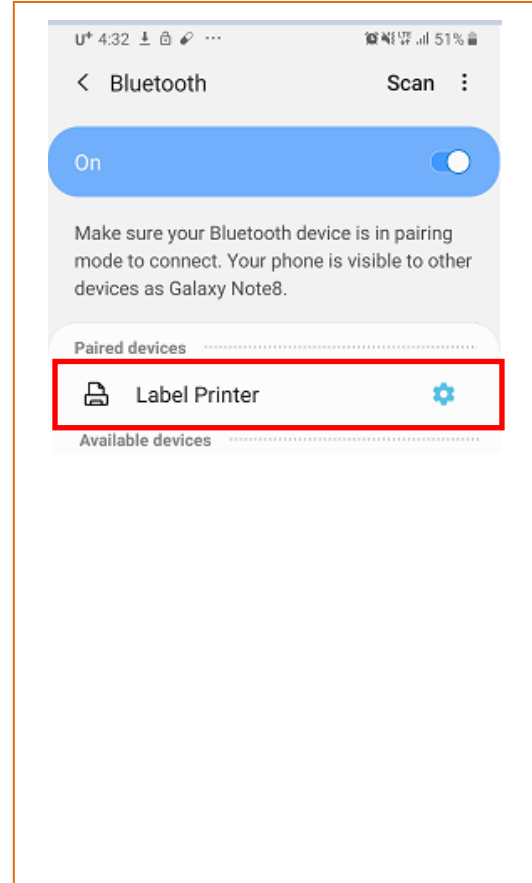 U+ 4:32 ... 51%
< Bluetooth Scan
On
Make sure your Bluetooth device is in pairing
mode to connect. Your phone is visible to other
devices as Galaxy Note8.
Paired devices
Label Printer
Available devices